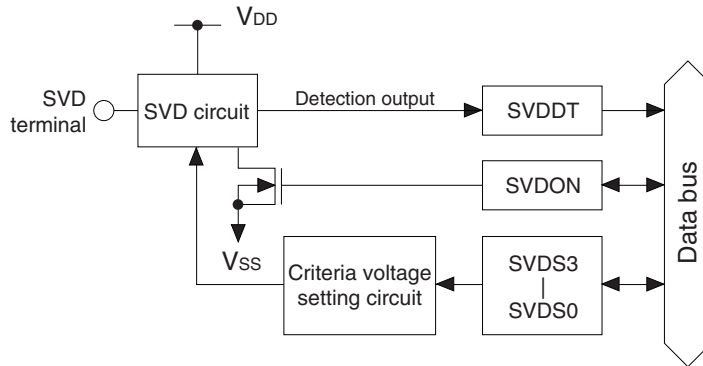 VDD
SVD
terminal
SVD circuit
Detection output
SVDDT
SVDON
VSS
Criteria voltage
setting circuit
SVDS3
SVDS0
Data bus